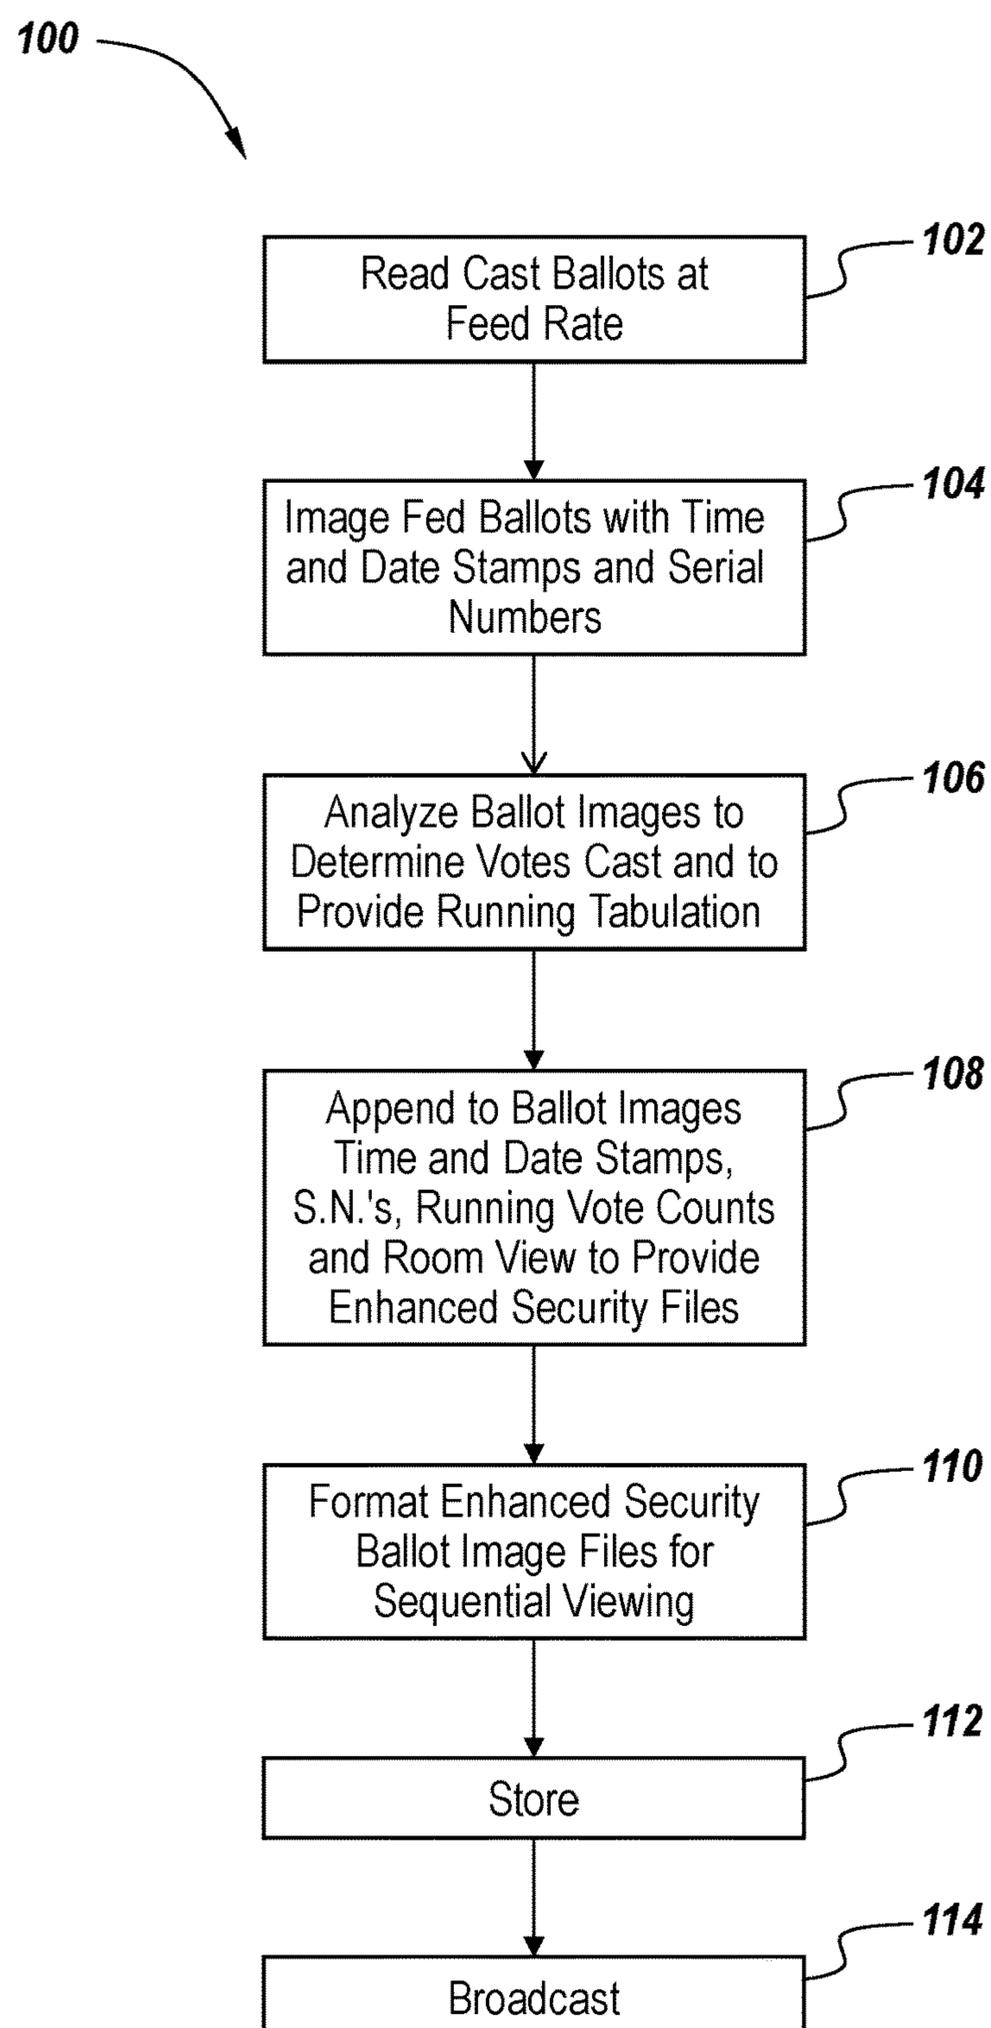 100
102
Read Cast Ballots at
Feed Rate
104
Image Fed Ballots with Time
and Date Stamps and Serial
Numbers
106
Analyze Ballot Images to
Determine Votes Cast and to
Provide Running Tabulation
108
Append to Ballot Images
Time and Date Stamps,
S.N.'s, Running Vote Counts
and Room View to Provide
Enhanced Security Files
110
Format Enhanced Security
Ballot Image Files for
Sequential Viewing
112
Store
114
Broadcast